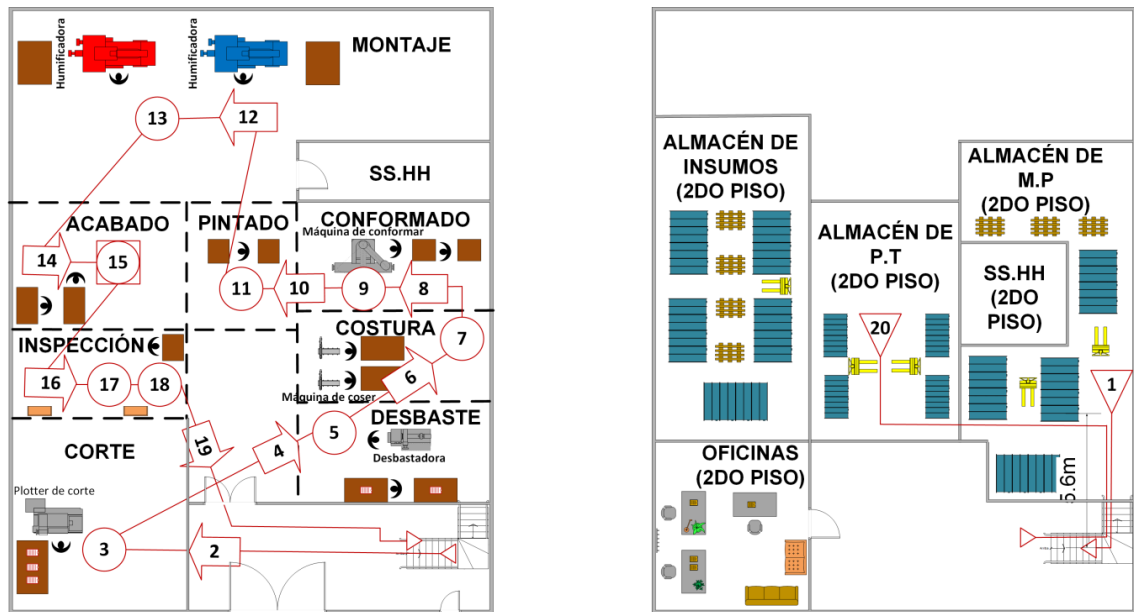 Humificadora
Humificadora
MONTAJE
13
12
SS.HH
ACABADO
PINTADO
CONFORMADO
Máquina de conformar
14
15
11
10
9
8
7
COSTURA
INSPECCIÓN
16
17
18
6
Máquina de coser
DESBASTE
5
4
19
Desbastadora
CORTE
Plotter de corte
3
2
ALMACÉN DE
INSUMOS
(2DO PISO)
ALMACÉN DE
M.P
(2DO PISO)
ALMACÉN DE
P.T
(2DO PISO)
SS.HH
(2DO
PISO)
20
1
OFICINAS
(2DO PISO)
5.6m